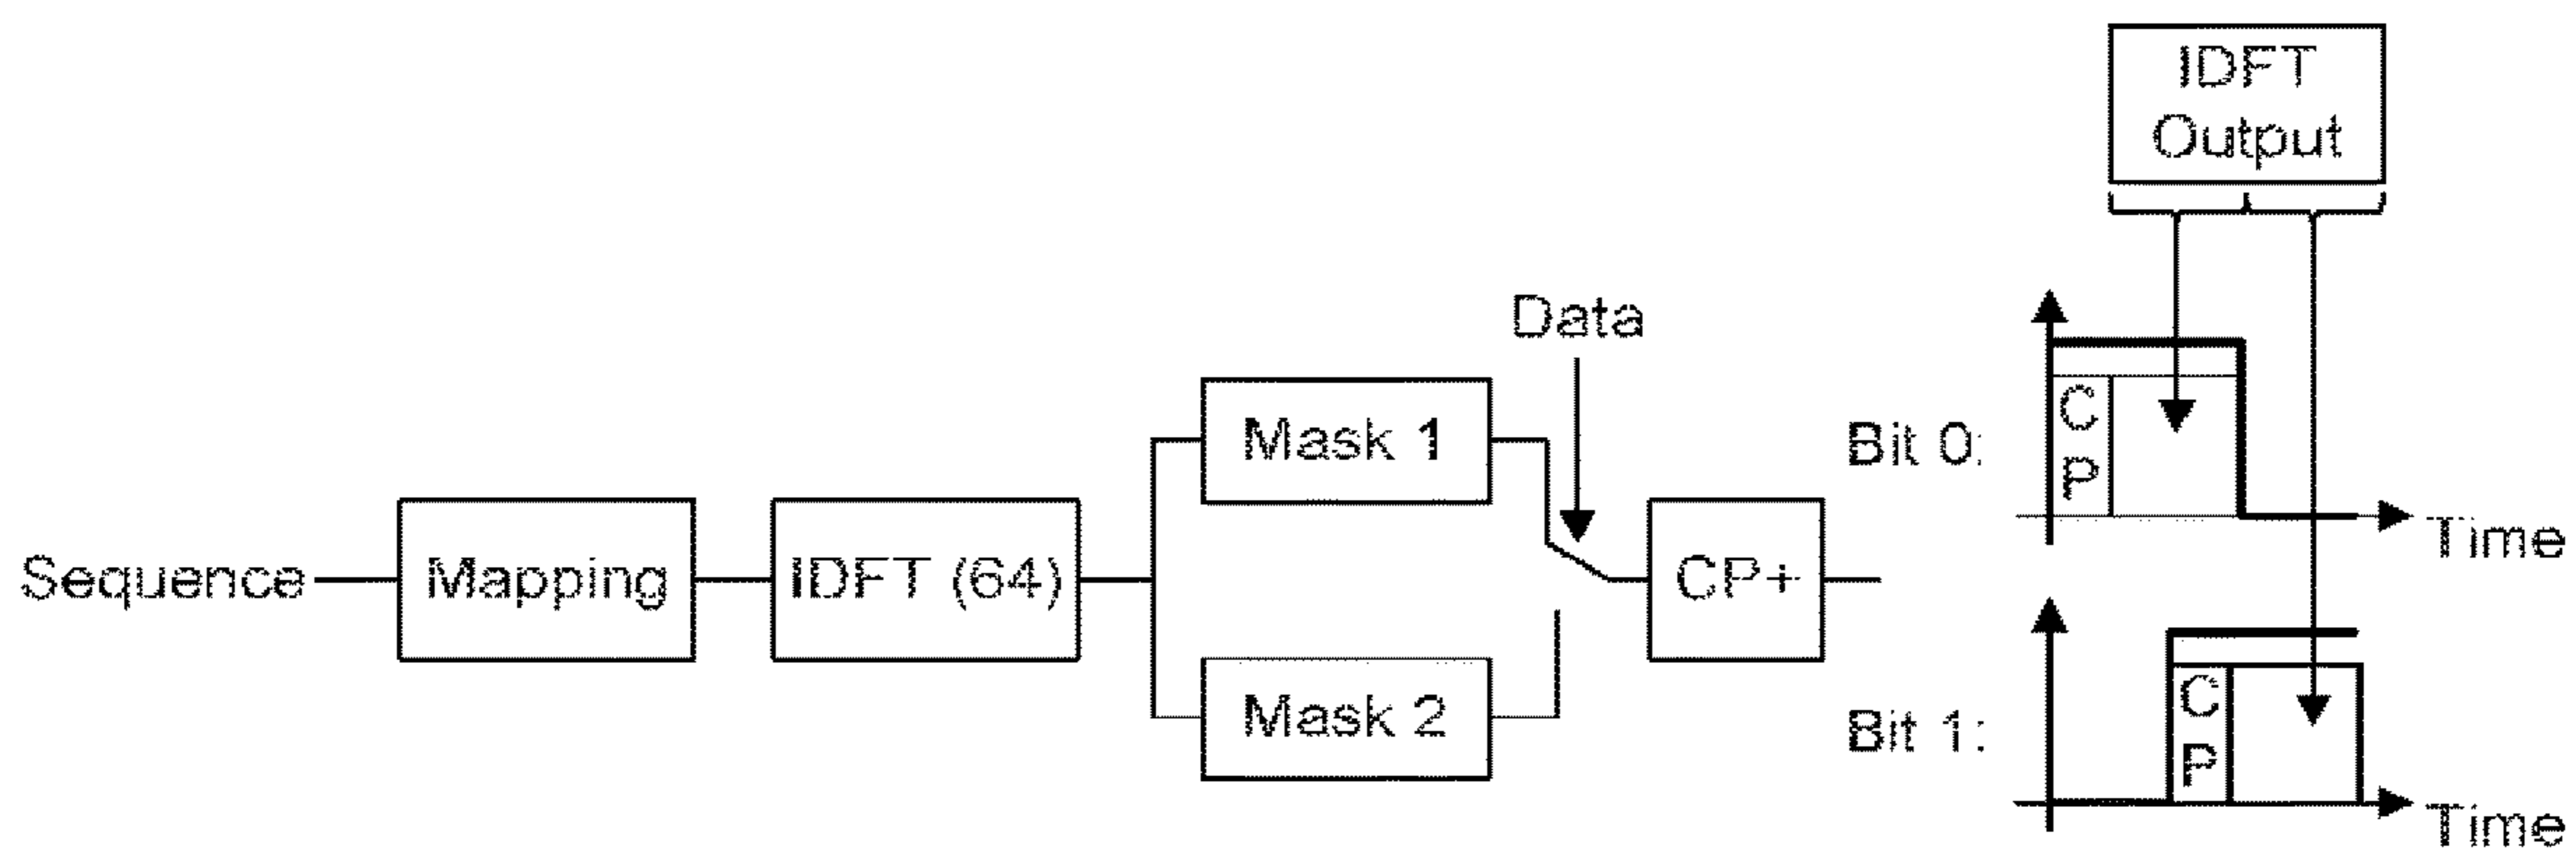 IDFT
Output
Data
Mask 1
Bit 0:
C
P
Time
Sequence
Mapping
IDFT (64)
CP+
Mask 2
Bit 1:
C
P
Time